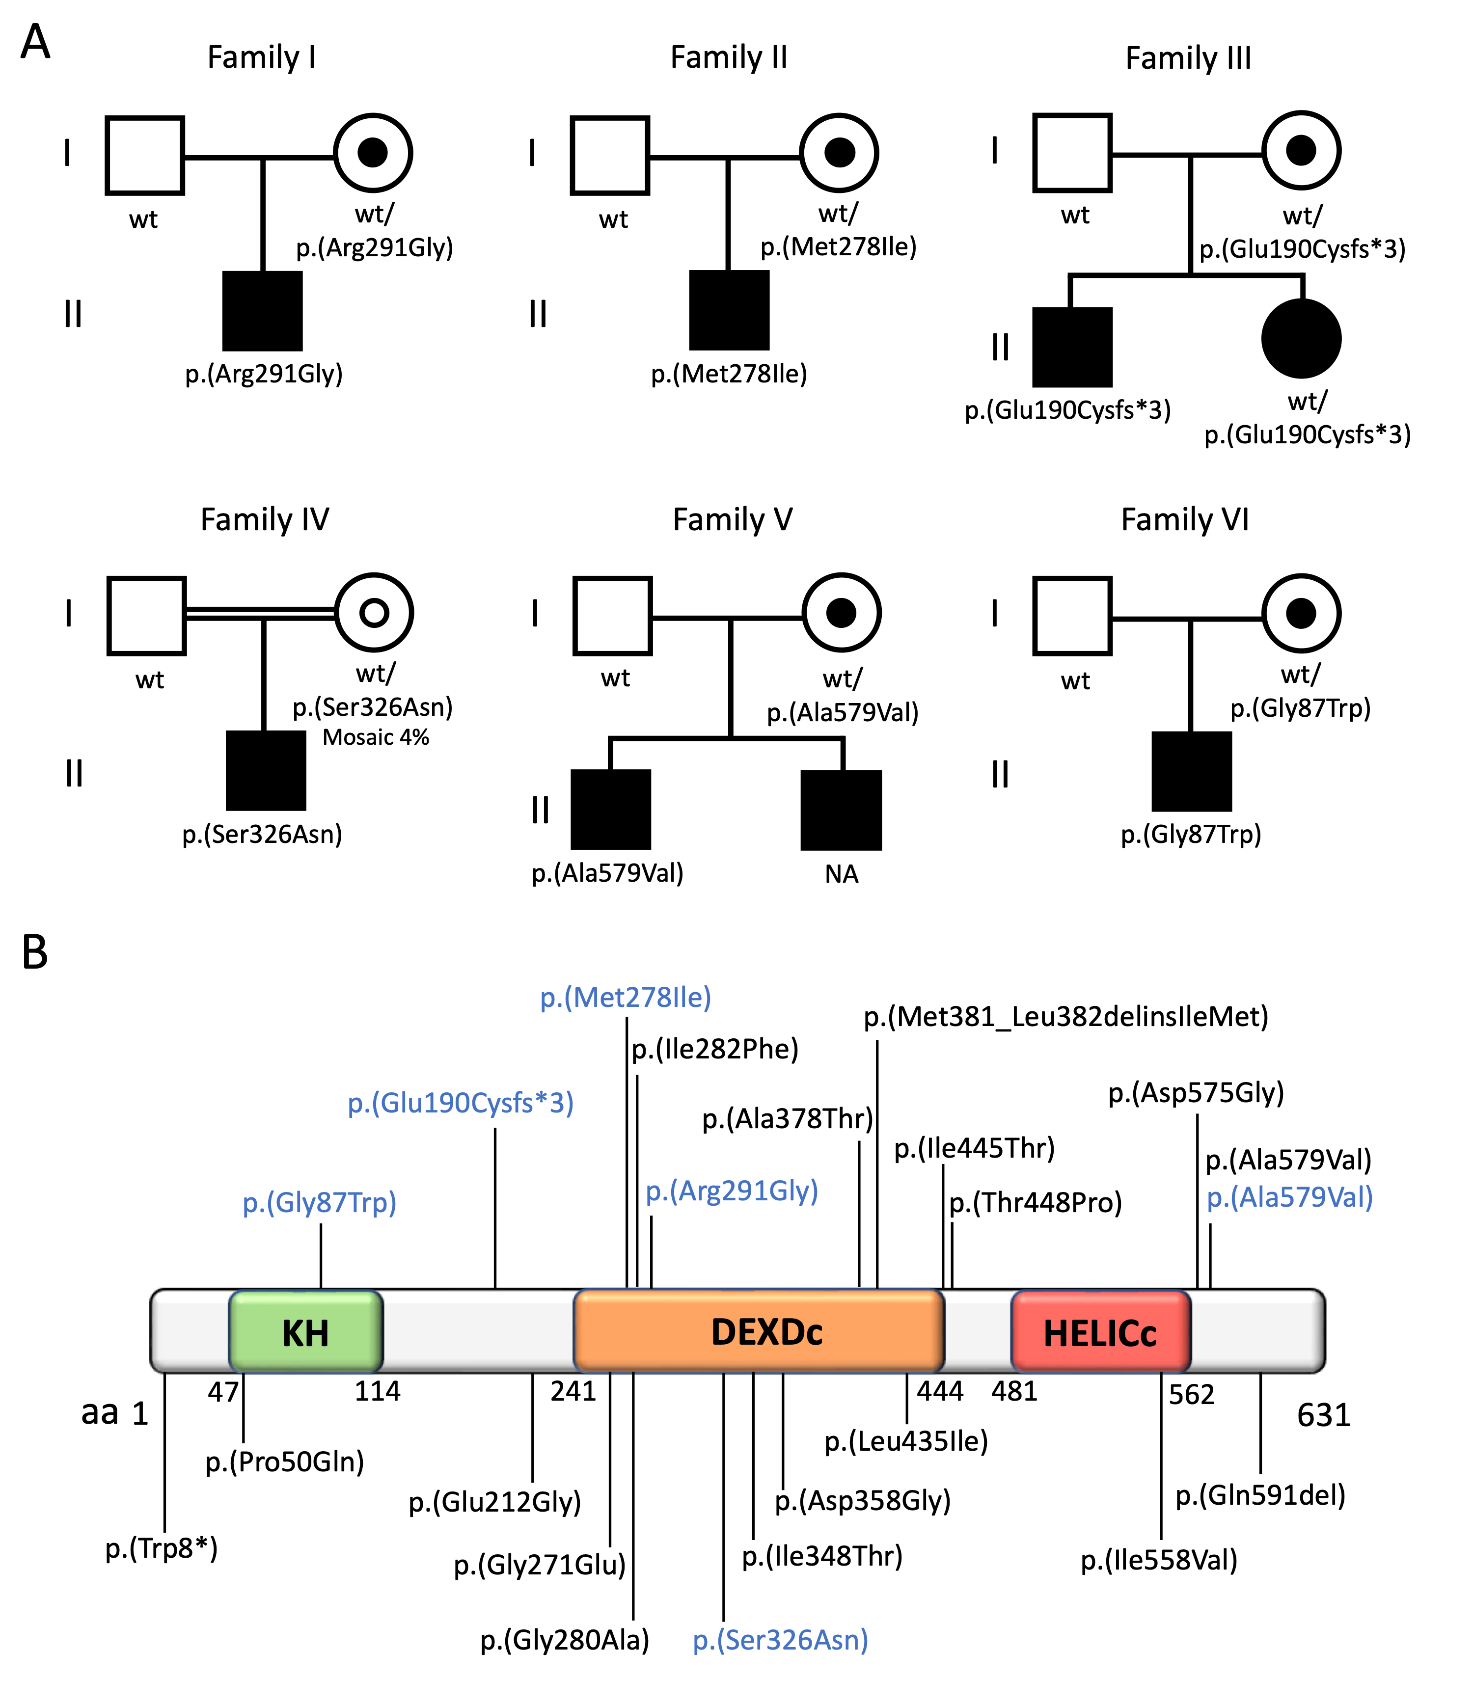 A
Family I
Family II
Family III
I
wt
wt/
p.(Arg291Gly)
I
wt
wt/
p.(Met278Ile)
I
wt
wt/
p.(Glu190Cysfs*3)
II
p.(Arg291Gly)
II
p.(Met278Ile)
II
p.(Glu190Cysfs*3)
wt/
p.(Glu190Cysfs*3)
Family IV
Family V
Family VI
I
wt
wt/
p.(Ser326Asn)
Mosaic 4%
I
wt
wt/
p.(Ala579Val)
I
wt
wt/
p.(Gly87Trp)
II
p.(Ser326Asn)
II
p.(Ala579Val)
NA
II
p.(Gly87Trp)
B
p.(Met278Ile)
p.(Met381_Leu382delinsIleMet)
p.(Ile282Phe)
p.(Glu190Cysfs*3)
p.(Asp575Gly)
p.(Ala378Thr)
p.(Ile445Thr)
p.(Ala579Val)
p.(Gly87Trp)
p.(Arg291Gly)
p.(Thr448Pro)
p.(Ala579Val)
KH
DEXDc
HELICc
aa 1
47
114
241
444
481
562
631
p.(Pro50Gln)
p.(Leu435Ile)
p.(Glu212Gly)
p.(Asp358Gly)
p.(Gln591del)
p.(Trp8*)
p.(Gly271Glu)
p.(Ile348Thr)
p.(Ile558Val)
p.(Gly280Ala)
p.(Ser326Asn)